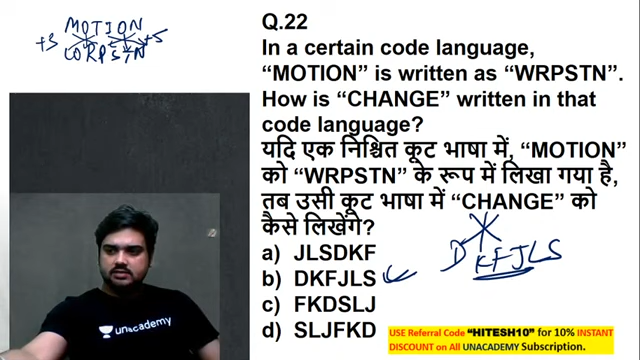 Q.22
In a certain code language,
“MOTION” is written as “WRPSTN”.
How is “CHANGE” written in that
code language?
यदि एक निश्चित कूट भाषा में, “MOTION”
को “WRPSTN” के रूप में लिखा गया है,
तब उसी कूट भाषा में “CHANGE” को
कैसे लिखेंगे?
a) JLSDKF
b) DKFJLS
c) FKDSLJ
d) SLJFKD
MOTION
+3 WRPSTN +5
DKFJLS
unacademy
USE Referral Code "HITESH10" for 10% INSTANT
DISCOUNT on All UNACADEMY Subscription.